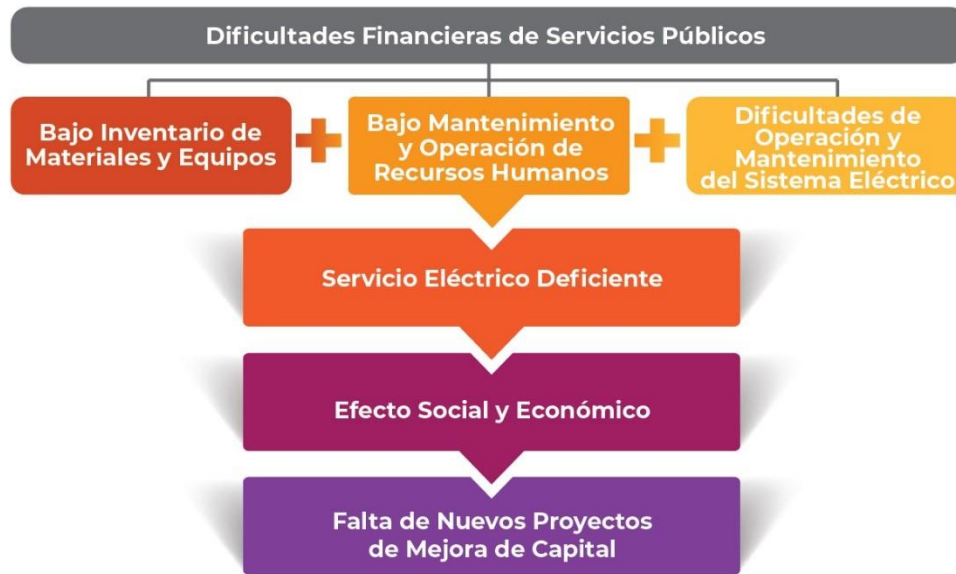 Dificultades Financieras de Servicios Públicos
Bajo Inventario de
Materiales y Equipos
Bajo Mantenimiento
y Operación de
Recursos Humanos
Dificultades de
Operación y
Mantenimiento
del Sistema Eléctrico
Servicio Eléctrico Deficiente
Efecto Social y Económico
Falta de Nuevos Proyectos
de Mejora de Capital